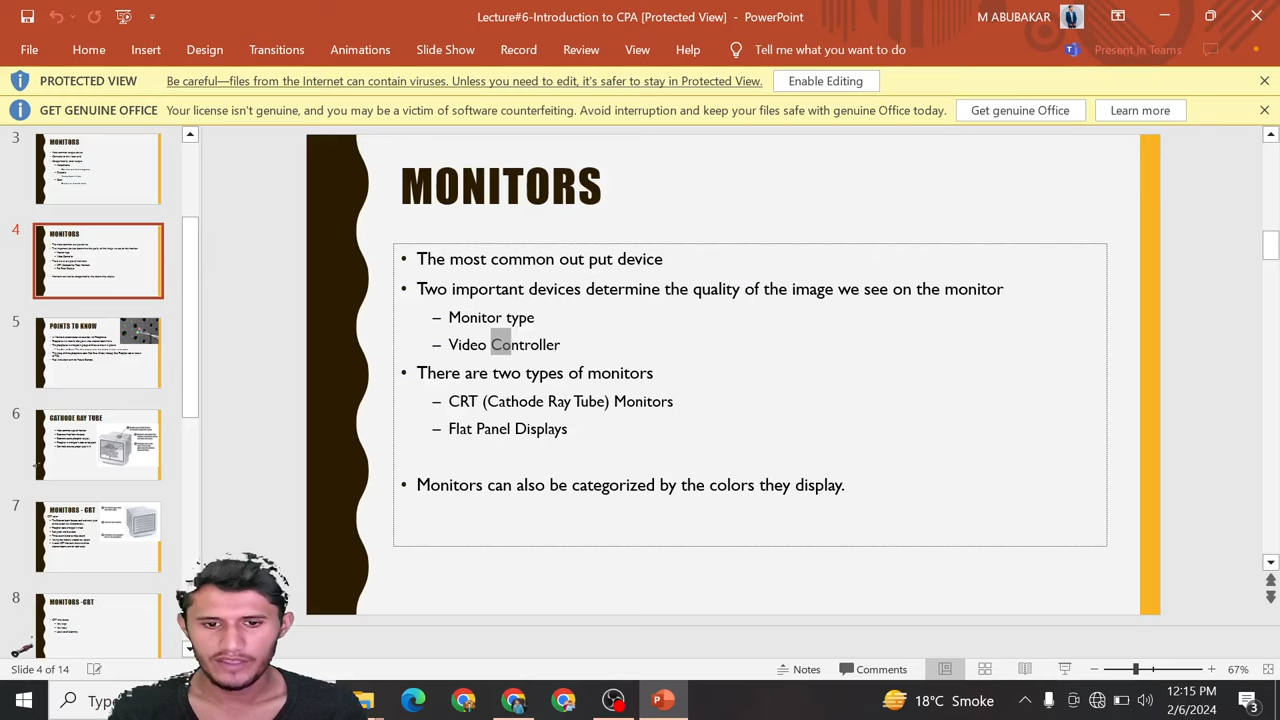 Lecture#6-Introduction to CPA [Protected View] - PowerPoint
M ABUBAKAR
File Home Insert Design Transitions Animations Slide Show Record Review View Help Tell me what you want to do Present in Teams
PROTECTED VIEW Be careful—files from the Internet can contain viruses. Unless you need to edit, it's safer to stay in Protected View. Enable Editing
GET GENUINE OFFICE Your license isn't genuine, and you may be a victim of software counterfeiting. Avoid interruption and keep your files safe with genuine Office today. Get genuine Office Learn more
3
MONITORS
4
MONITORS
5
POINTS TO KNOW
6
CATHODE RAY TUBE
7
MONITORS - CRT
8
MONITORS -CRT
MONITORS
• The most common out put device
• Two important devices determine the quality of the image we see on the monitor
– Monitor type
– Video Controller
• There are two types of monitors
– CRT (Cathode Ray Tube) Monitors
– Flat Panel Displays
• Monitors can also be categorized by the colors they display.
Slide 4 of 14
Notes Comments 67%
Type
18°C Smoke
12:15 PM
2/6/2024
3